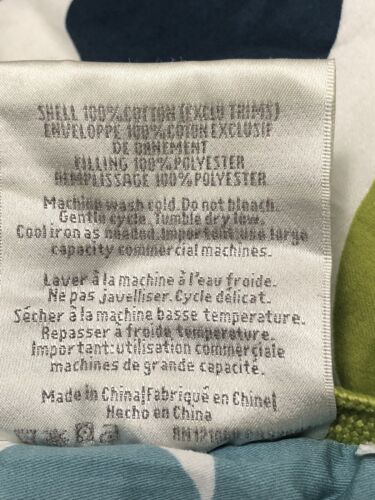 SHELL 100%COTTON(EXCLU TRIMS)
ENVELOPPE 100%COTONEXCLUSIF
DE ORNEMENT
FILLING 100%POLYESTER
REMPLISSAGE 100%POLYESTER
Machine wash cold. Do not bleach.
Gentle cycle. Tumble dry low.
Cool iron as needed. Important: use large
capacity commercial machines.
Laver à la machine à l'eau froide.
Ne pas javelliser. Cycle délicat.
Sécher à la machine basse temperature.
Repasser à froide temperature.
Important: utilisation commerciale
machines de grande capacité.
Made in China/Fabriqué en Chine/
Hecho en China